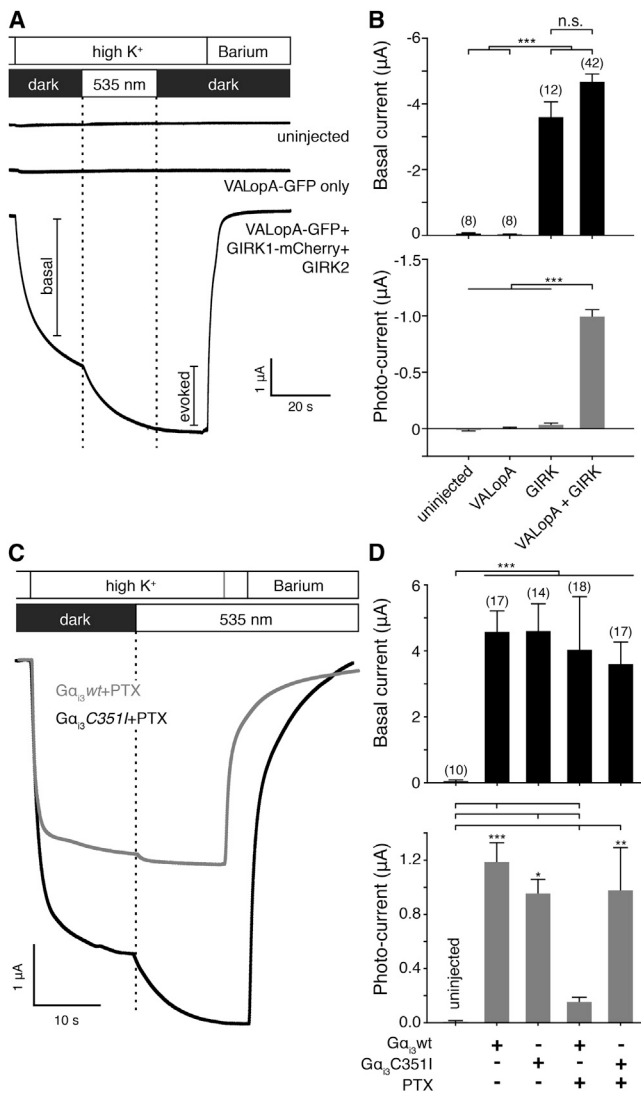 A
high K⁺ Barium
dark 535 nm dark
uninjected
VALopA-GFP only
VALopA-GFP+
GIRK1-mCherry+
GIRK2
basal
evoked
1 µA
20 s
B
n.s.
***
(42)
(12)
(8) (8)
Basal current (µA)
-6
-4
-2
0
***
Photo-current (µA)
-1.5
-1.0
-0.5
0
uninjected
VALopA
GIRK
VALopA + GIRK
C
high K⁺ Barium
dark 535 nm
Gαi3wt+PTX
Gαi3C351I+PTX
1 µA
10 s
D
***
(17) (14) (18) (17)
(10)
Basal current (µA)
6
4
2
0
*** * **
Photo-current (µA)
1.2
0.8
0.4
0.0
uninjected
Gαi3wt + - + -
Gαi3C351I - + - +
PTX - - + +